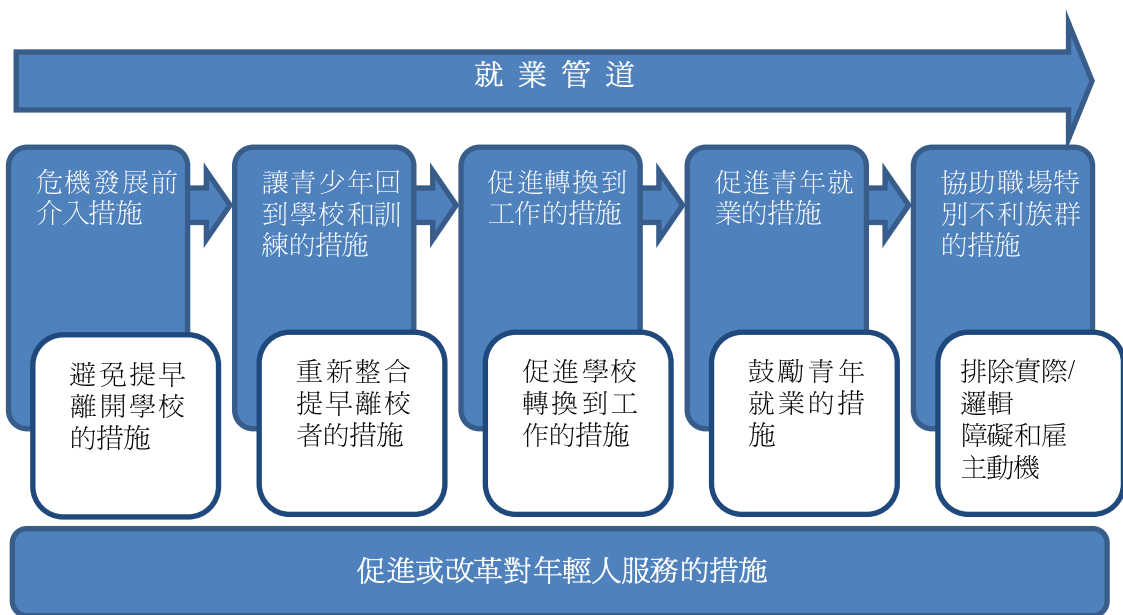 就業管道
危機發展前
介入措施
讓青少年回
到學校和訓
練的措施
促進轉換到
工作的措施
促進青年就
業的措施
協助職場特
別不利族群
的措施
避免提早
離開學校
的措施
重新整合
提早離校
者的措施
促進學校
轉換到工
作的措施
鼓勵青年
就業的措
施
排除實際/
邏輯
障礙和雇
主動機
促進或改革對年輕人服務的措施